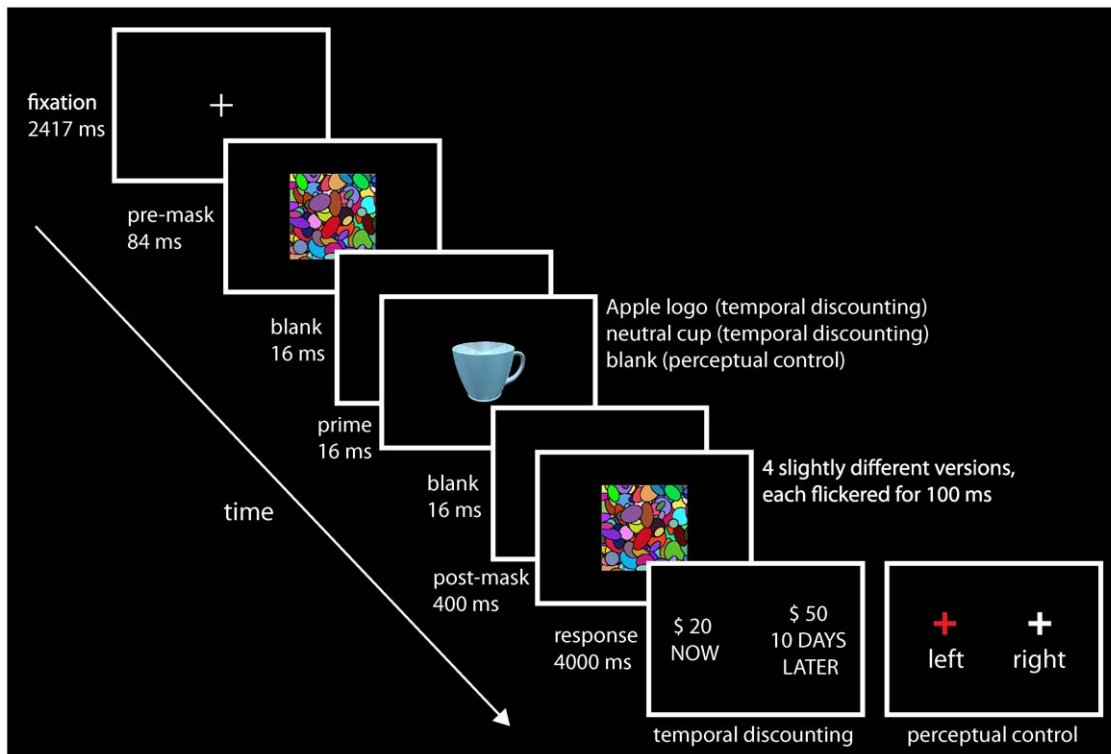 fixation
2417 ms
pre-mask
84 ms
blank
16 ms
Apple logo (temporal discounting)
neutral cup (temporal discounting)
blank (perceptual control)
prime
16 ms
blank
16 ms
4 slightly different versions,
each flickered for 100 ms
time
post-mask
400 ms
response
4000 ms
$ 20
NOW
$ 50
10 DAYS
LATER
left
right
temporal discounting
perceptual control